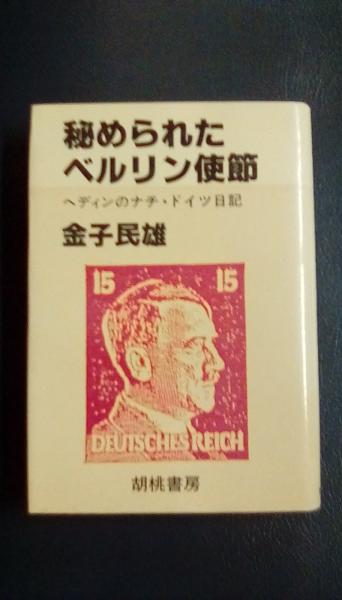 秘められた
ベルリン使節
ヘディンのナチ・ドイツ日記
金子民雄
15 15
DEUTSCHES REICH
胡桃書房